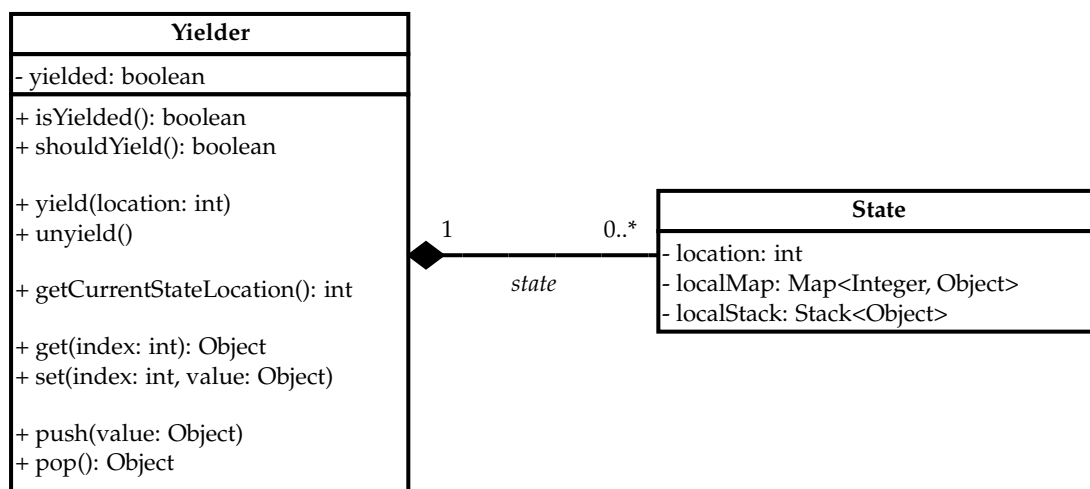 Yielder
- yielded: boolean
+ isYielded(): boolean
+ shouldYield(): boolean
+ yield(location: int)
+ unyield()
+ getCurrentStateLocation(): int
+ get(index: int): Object
+ set(index: int, value: Object)
+ push(value: Object)
+ pop(): Object
1
0..*
state
State
- location: int
- localMap: Map<Integer, Object>
- localStack: Stack<Object>